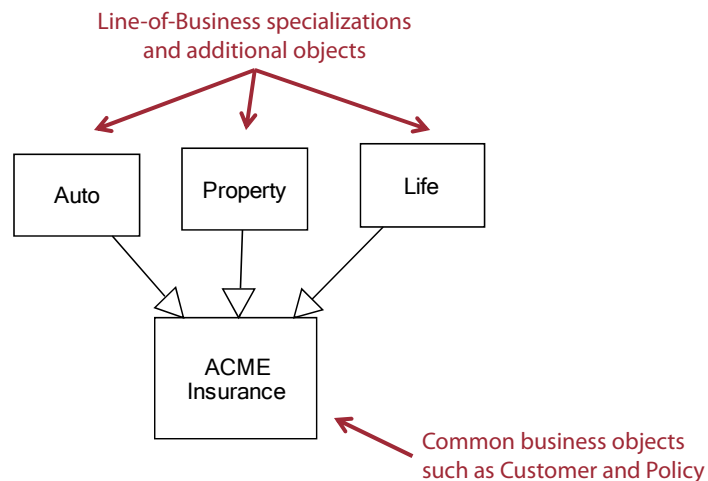 Line-of-Business specializations
and additional objects
Auto
Property
Life
ACME
Insurance
Common business objects
such as Customer and Policy